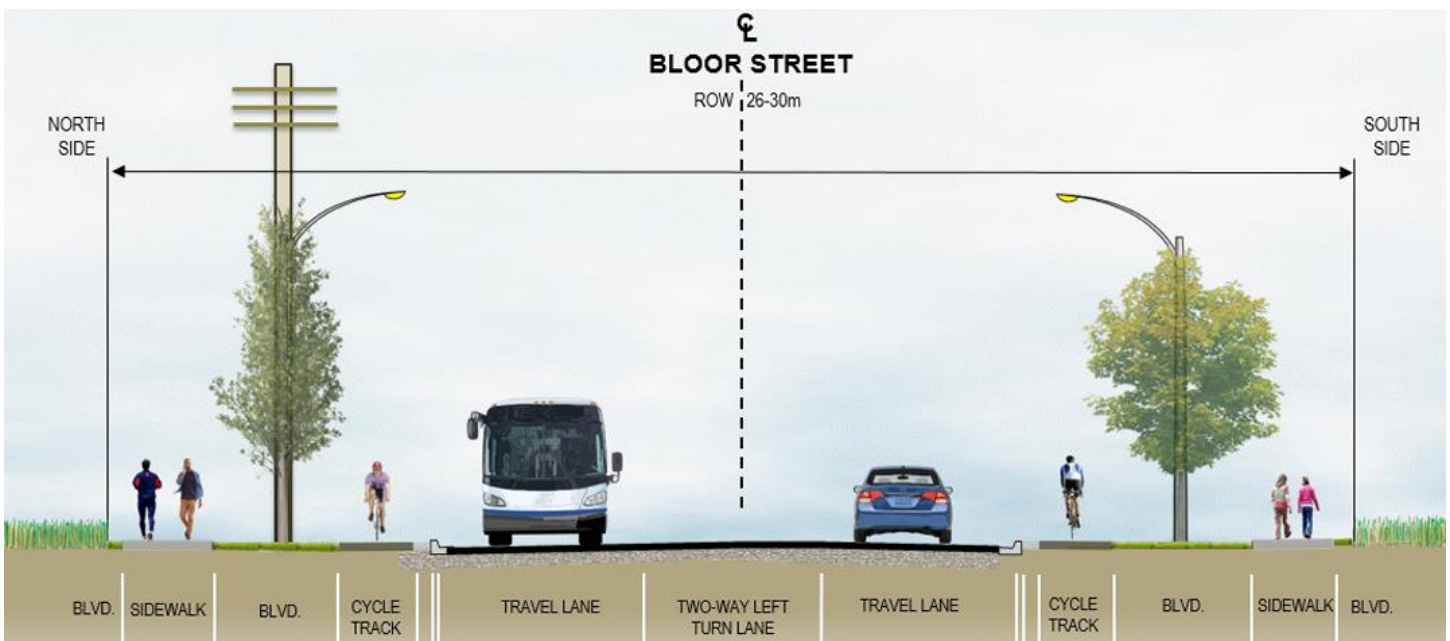 ℄
BLOOR STREET
ROW 26-30m
NORTH
SIDE
SOUTH
SIDE
BLVD.
SIDEWALK
BLVD.
CYCLE
TRACK
TRAVEL LANE
TWO-WAY LEFT
TURN LANE
TRAVEL LANE
CYCLE
TRACK
BLVD.
SIDEWALK
BLVD.